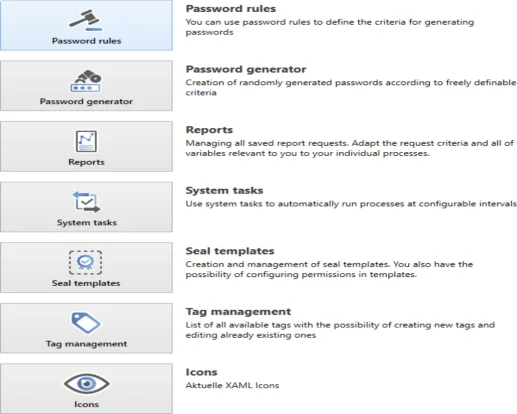 Password rules
Password rules
You can use password rules to define the criteria for generating
passwords
Password generator
Password generator
Creation of randomly generated passwords according to freely definable
criteria
Reports
Reports
Managing all saved report requests. Adapt the request criteria and all of
variables relevant to you to your individual processes.
System tasks
System tasks
Use system tasks to automatically run processes at configurable intervals
Seal templates
Seal templates
Creation and management of seal templates. You also have the
possibility of configuring permissions in templates.
Tag management
Tag management
List of all available tags with the possibility of creating new tags and
editing already existing ones
Icons
Icons
Aktuelle XAML Icons